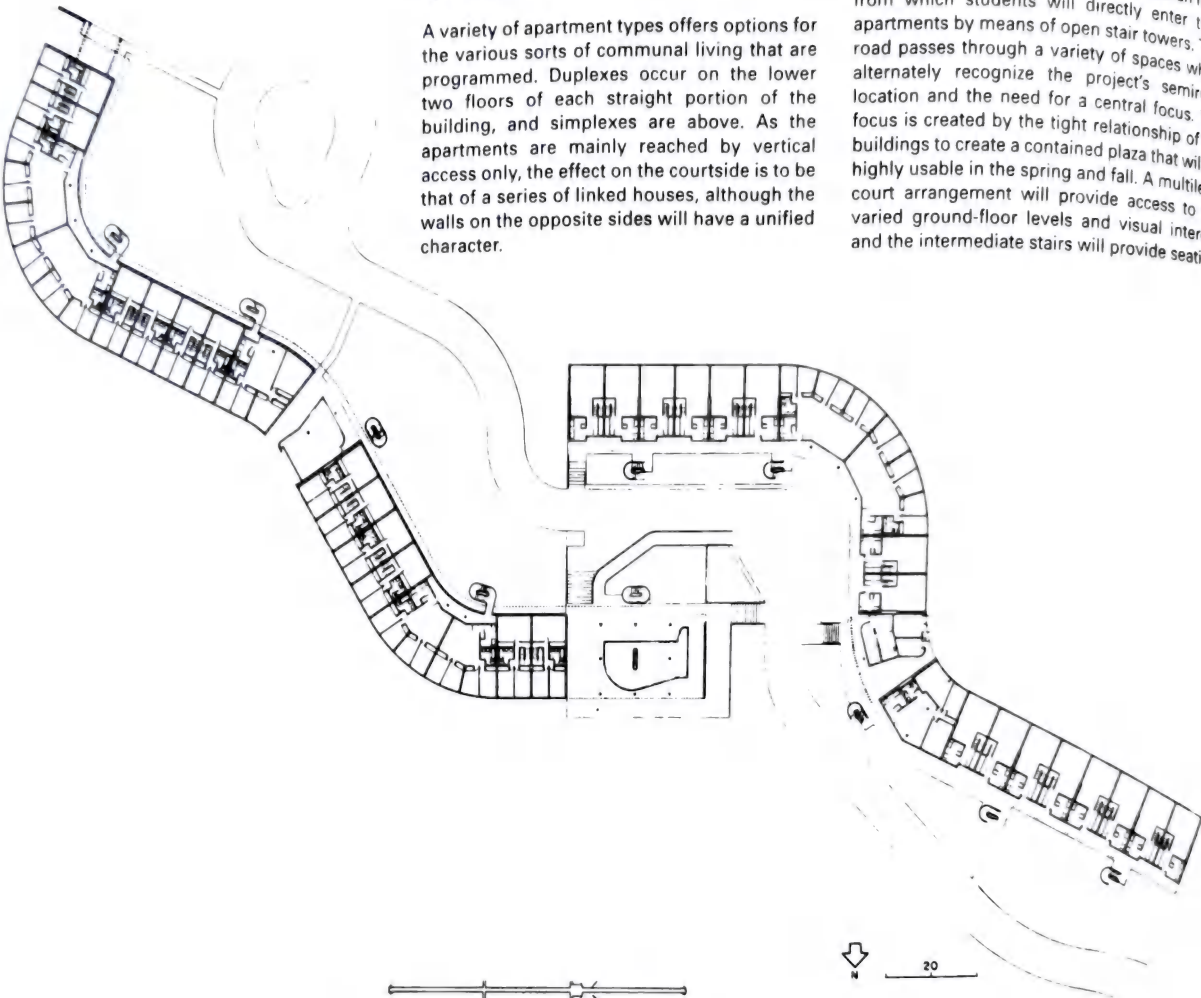 A variety of apartment types offers options for
the various sorts of communal living that are
programmed. Duplexes occur on the lower
two floors of each straight portion of the
building, and simplexes are above. As the
apartments are mainly reached by vertical
access only, the effect on the courtside is to be
that of a series of linked houses, although the
walls on the opposite sides will have a unified
character.
from which students will directly enter
apartments by means of open stair towers.
road passes through a variety of spaces
alternately recognize the project's
location and the need for a central focus.
focus is created by the tight relationship of
buildings to create a contained plaza that will
highly usable in the spring and fall. A
court arrangement will provide access to
varied ground-floor levels and visual
and the intermediate stairs will provide
N
20